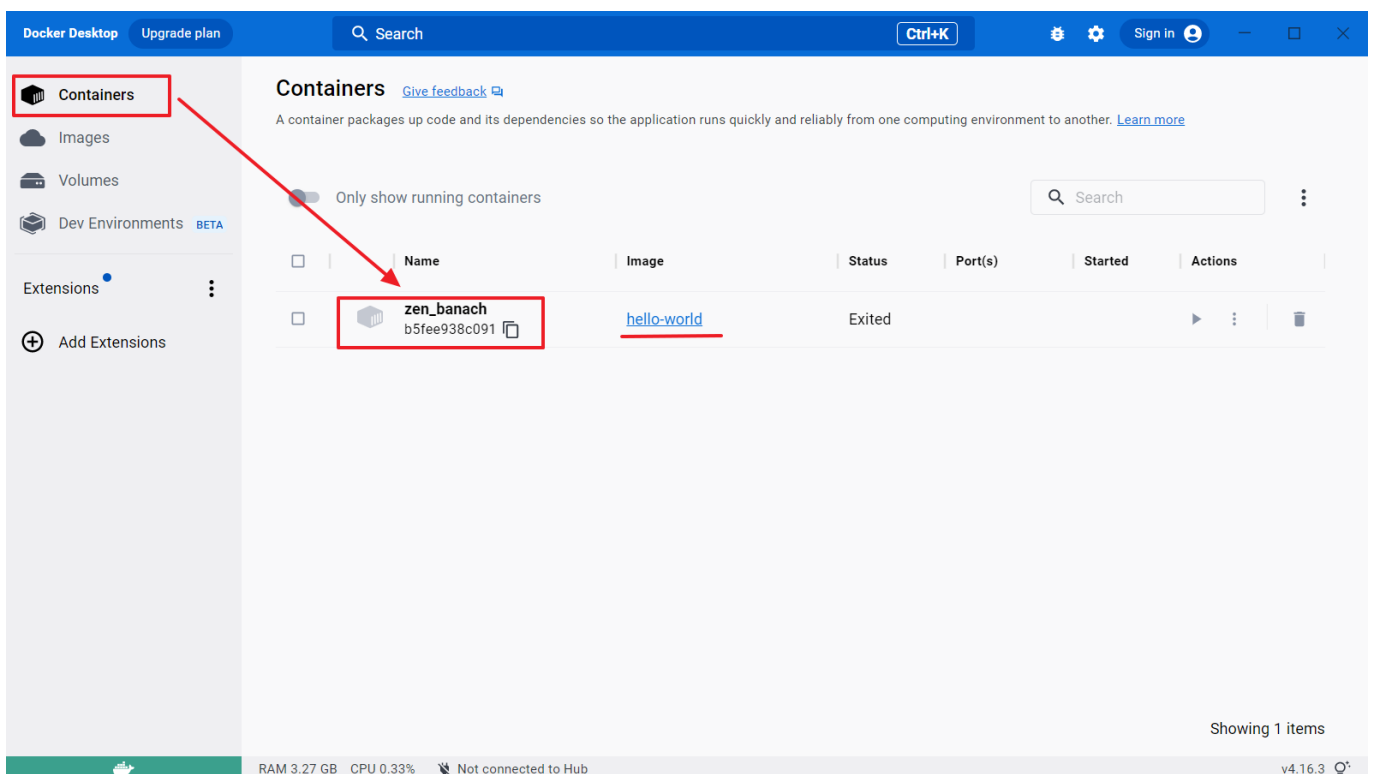 Docker Desktop Upgrade plan Search Ctrl+K Sign in
Containers
Images
Volumes
Dev Environments BETA
Extensions
Add Extensions
Containers Give feedback
A container packages up code and its dependencies so the application runs quickly and reliably from one computing environment to another. Learn more
Only show running containers Search
Name Image Status Port(s) Started Actions
zen_banach hello-world Exited
b5fee938c091
Showing 1 items
RAM 3.27 GB CPU 0.33% Not connected to Hub v4.16.3